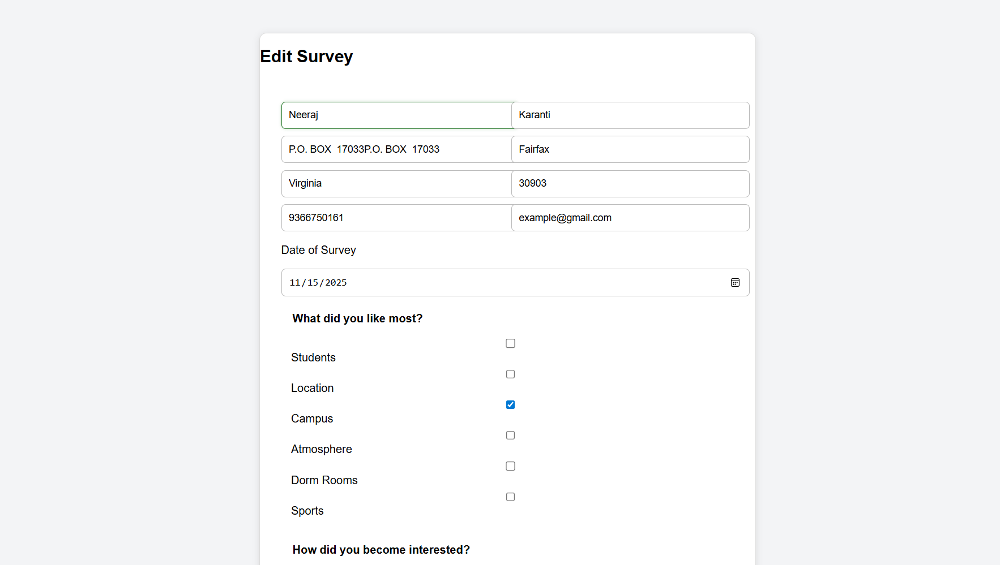 Edit Survey
Neeraj Karanti
P.O. BOX  17033P.O. BOX  17033 Fairfax
Virginia 30903
9366750161 example@gmail.com
Date of Survey
11/15/2025
What did you like most?
Students
Location
Campus
Atmosphere
Dorm Rooms
Sports
How did you become interested?